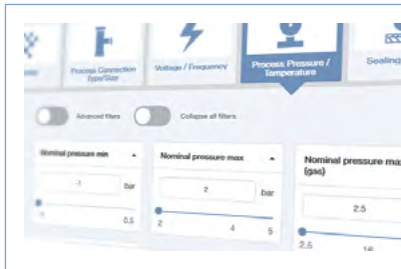 Process Connection
Type/Size
Voltage / Frequency
Process Pressure /
Temperature
Sealing
Advanced filters
Collapse all filters
Nominal pressure min
-1
bar
-1
0.5
Nominal pressure max
2
bar
2
4
5
Nominal pressure max
(gas)
2.5
2.5
16